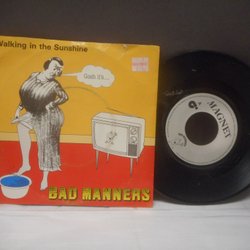 Walking in the Sunshine
Gosh it's...
BAD MANNERS
MAGNET